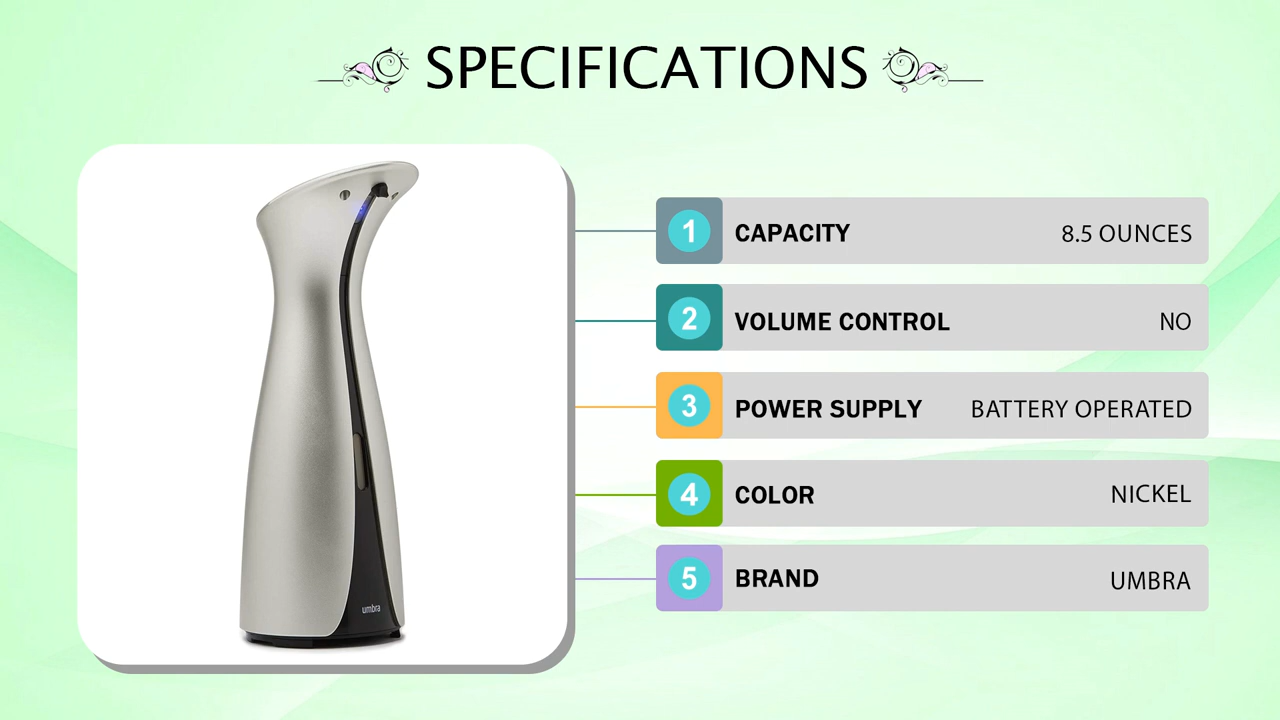 SPECIFICATIONS
1 CAPACITY 8.5 OUNCES
2 VOLUME CONTROL NO
3 POWER SUPPLY BATTERY OPERATED
4 COLOR NICKEL
5 BRAND UMBRA
umbra